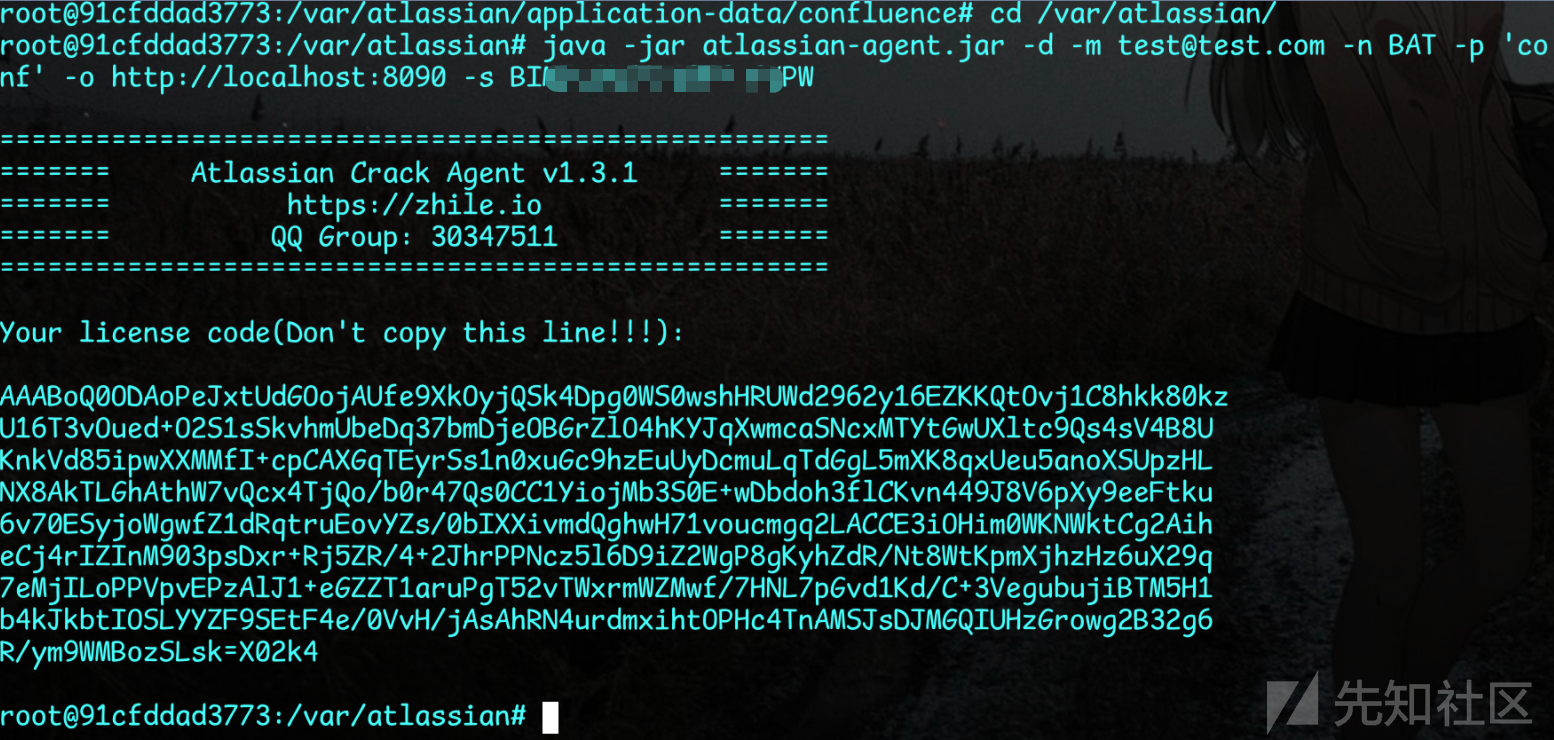 root@91cfddad3773:/var/atlassian/application-data/confluence# cd /var/atlassian/
root@91cfddad3773:/var/atlassian# java -jar atlassian-agent.jar -d -m test@test.com -n BAT -p 'co
nf' -o http://localhost:8090 -s BI PW
====================================================
======= Atlassian Crack Agent v1.3.1 =======
======= https://zhile.io =======
======= QQ Group: 30347511 =======
====================================================
Your license code(Don't copy this line!!!):
AAABoQ0ODAoPeJxtUdGOojAUfe9XkOyjQSk4Dpg0WS0wshHRUWd2962y16EZKKQtOvj1C8hkk80kz
U16T3vOued+O2S1sSkvhmUbeDq37bmDjeOBGrZlO4hKYJqXwmcaSNcxMTYtGwUXltc9Qs4sV4B8U
KnkVd85ipwXXMMfI+cpCAXGqTEyrSs1n0xuGc9hzEuUyDcmuLqTdGgL5mXK8qxUeu5anoXSUpzHL
NX8AkTLGhAthW7vQcx4TjQo/b0r47Qs0CC1YiojMb3S0E+wDbdoh3flCKvn449J8V6pXy9eeFtku
6v70ESyjoWgwfZ1dRqtruEovYZs/0bIXXivmdQghwH71voucmgq2LACCE3iOHim0WKNWktCg2Aih
eCj4rIZInM903psDxr+Rj5ZR/4+2JhrPPNcz5l6D9iZ2WgP8gKyhZdR/Nt8WtKpmXjhzHz6uX29q
7eMjILoPPVpvEPzAlJ1+eGZZT1aruPgT52vTWxrmWZMwf/7HNL7pGvd1Kd/C+3VegubujiBTM5H1
b4kJkbtIOSLYYZF9SEtF4e/0VvH/jAsAhRN4urdmxihtOPHc4TnAMSJsDJMGQIUHzGrowg2B32g6
R/ym9WMBozSLsk=X02k4
root@91cfddad3773:/var/atlassian#
先知社区